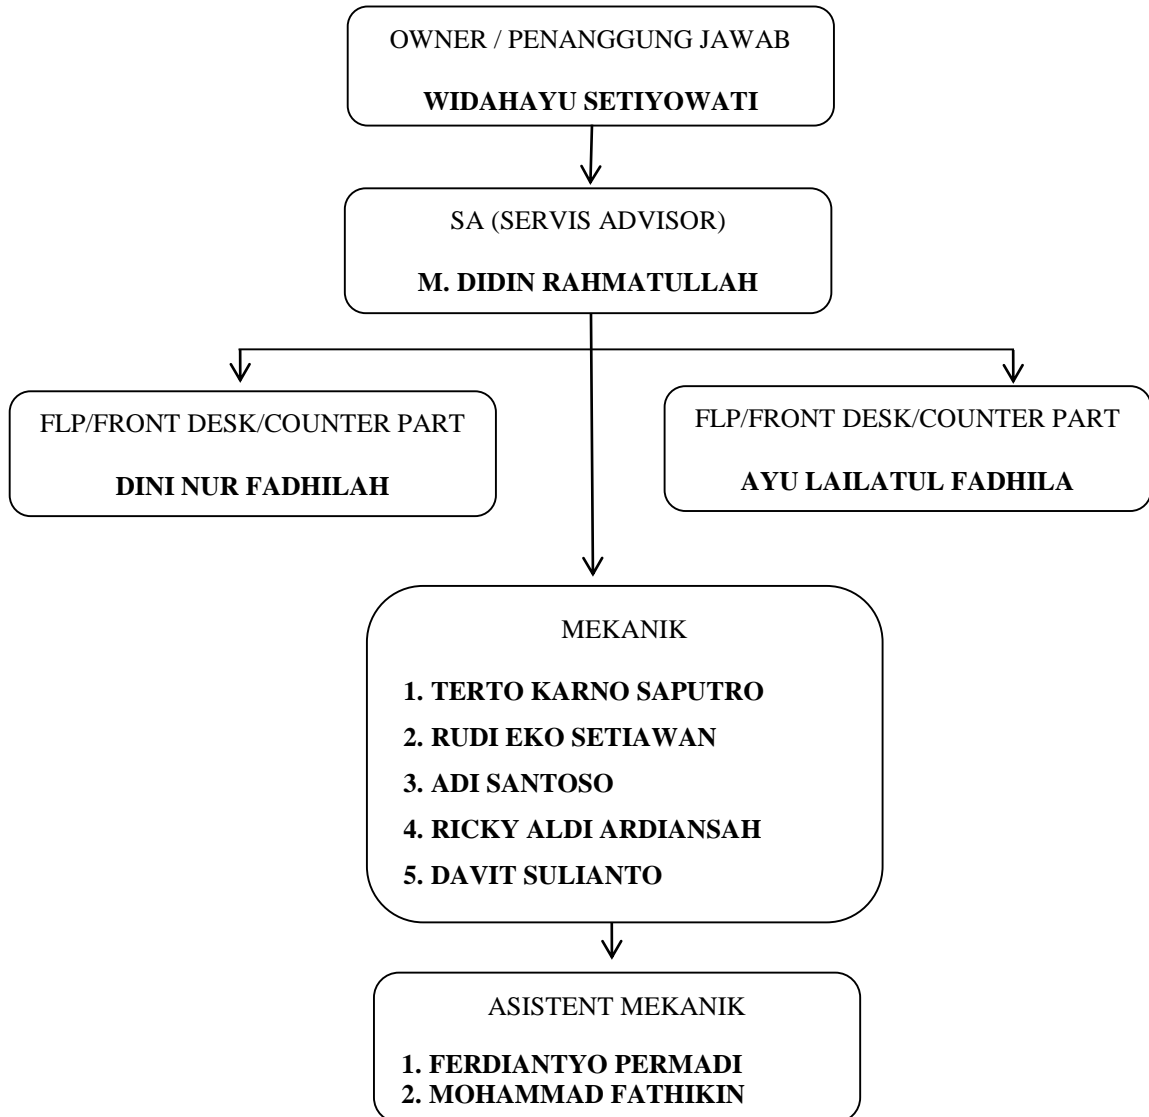 OWNER / PENANGGUNG JAWAB
WIDAHAYU SETIYOWATI
SA (SERVIS ADVISOR)
M. DIDIN RAHMATULLAH
FLP/FRONT DESK/COUNTER PART
DINI NUR FADHILAH
FLP/FRONT DESK/COUNTER PART
AYU LAILATUL FADHILA
MEKANIK
1. TERTO KARNO SAPUTRO
2. RUDI EKO SETIAWAN
3. ADI SANTOSO
4. RICKY ALDI ARDIANSAH
5. DAVIT SULIANTO
ASISTENT MEKANIK
1. FERDIANTYO PERMADI
2. MOHAMMAD FATHIKIN